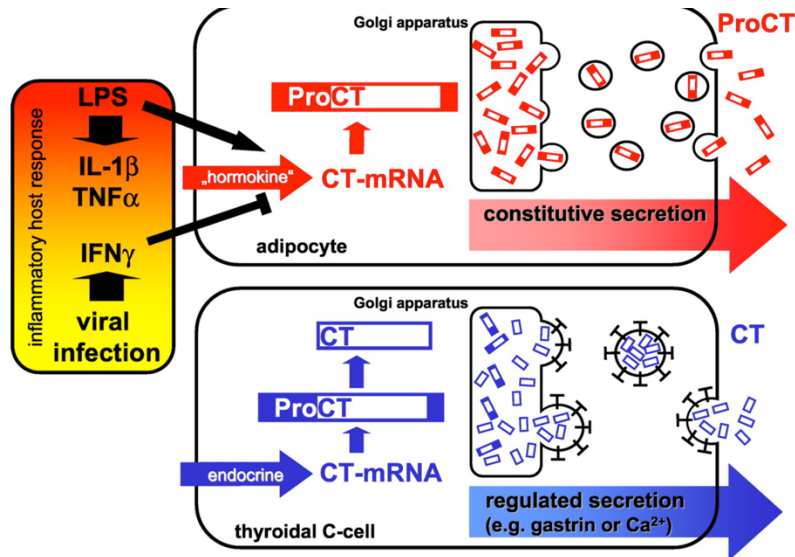 inflammatory host response
LPS
IL-1β
TNFα
IFNγ
viral
infection
Golgi apparatus
ProCT
ProCT
„hormokine“
CT-mRNA
constitutive secretion
adipocyte
Golgi apparatus
CT
CT
ProCT
endocrine
CT-mRNA
regulated secretion
(e.g. gastrin or Ca²⁺)
thyroidal C-cell